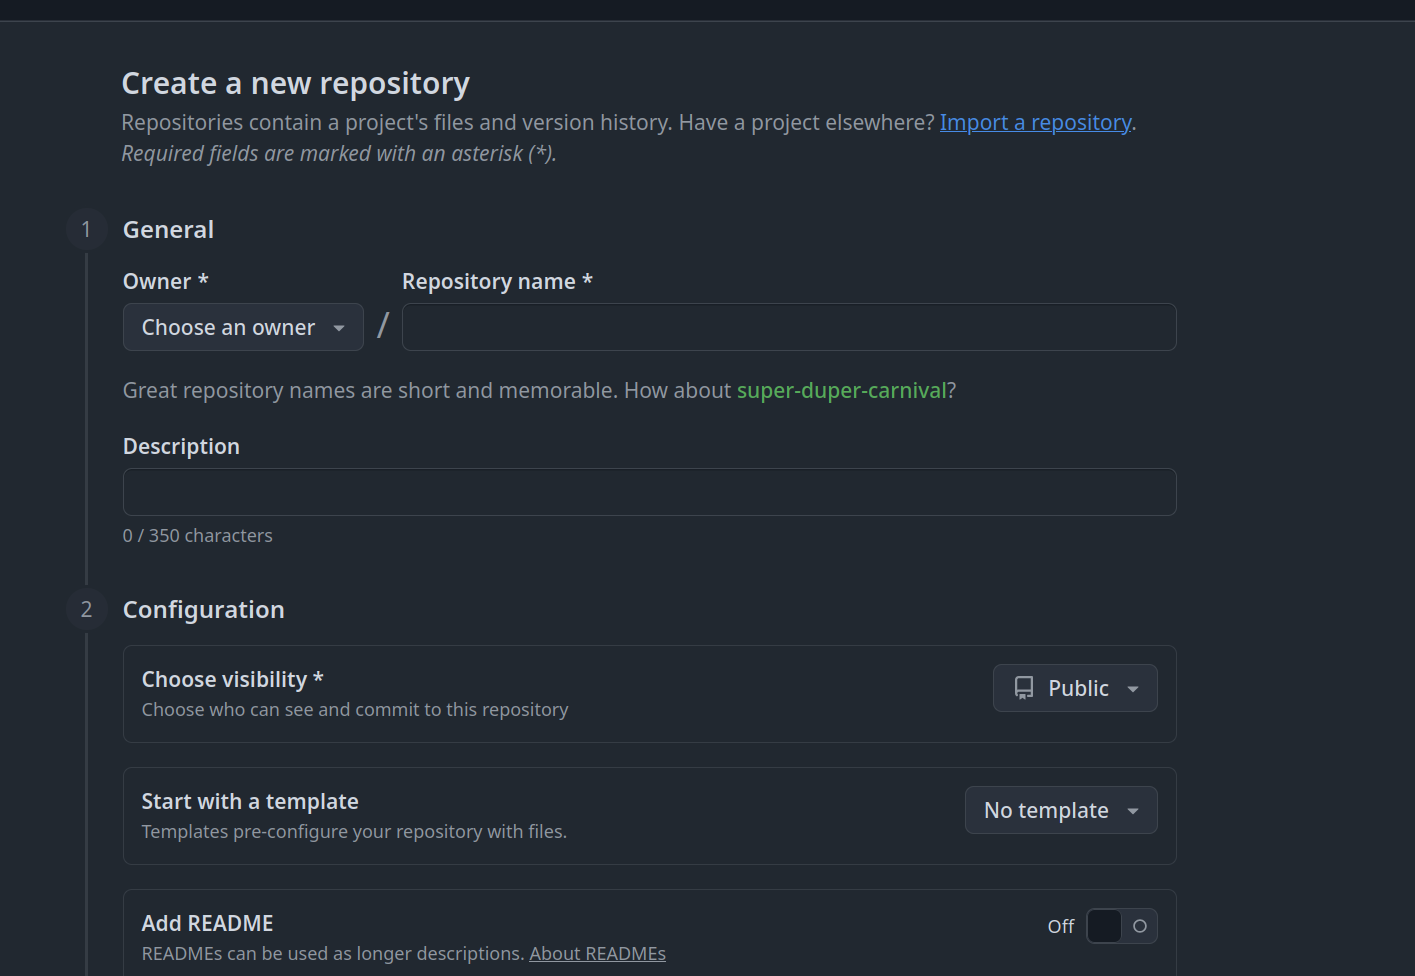 Create a new repository
Repositories contain a project's files and version history. Have a project elsewhere? Import a repository.
Required fields are marked with an asterisk (*).
1 General
Owner * Repository name *
Choose an owner /
Great repository names are short and memorable. How about super-duper-carnival?
Description
0 / 350 characters
2 Configuration
Choose visibility * Public
Choose who can see and commit to this repository
Start with a template No template
Templates pre-configure your repository with files.
Add README Off
READMEs can be used as longer descriptions. About READMEs